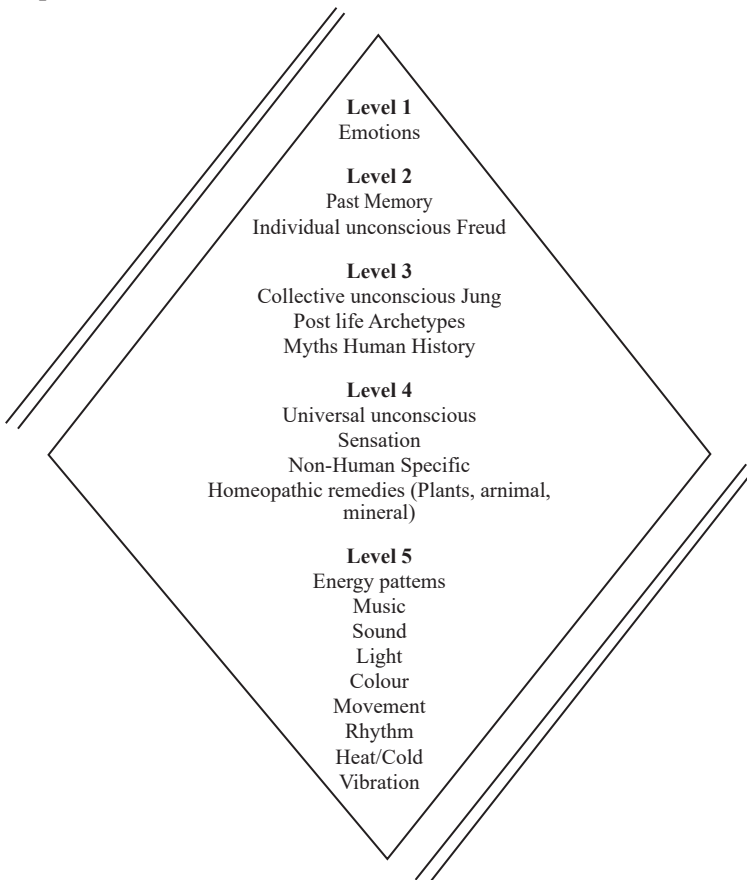 Level 1
Emotions
Level 2
Past Memory
Individual unconscious Freud
Level 3
Collective unconscious Jung
Post life Archetypes
Myths Human History
Level 4
Universal unconscious
Sensation
Non-Human Specific
Homeopathic remedies (Plants, arnimal,
mineral)
Level 5
Energy pattems
Music
Sound
Light
Colour
Movement
Rhythm
Heat/Cold
Vibration